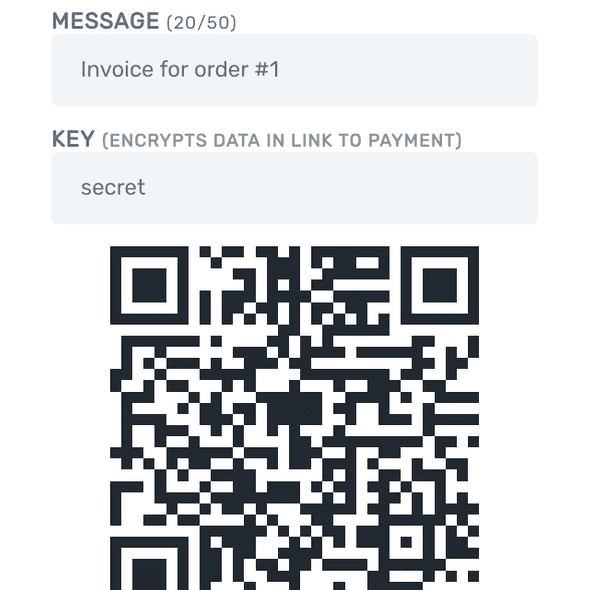 MESSAGE (20/50)
Invoice for order #1
KEY (ENCRYPTS DATA IN LINK TO PAYMENT)
secret